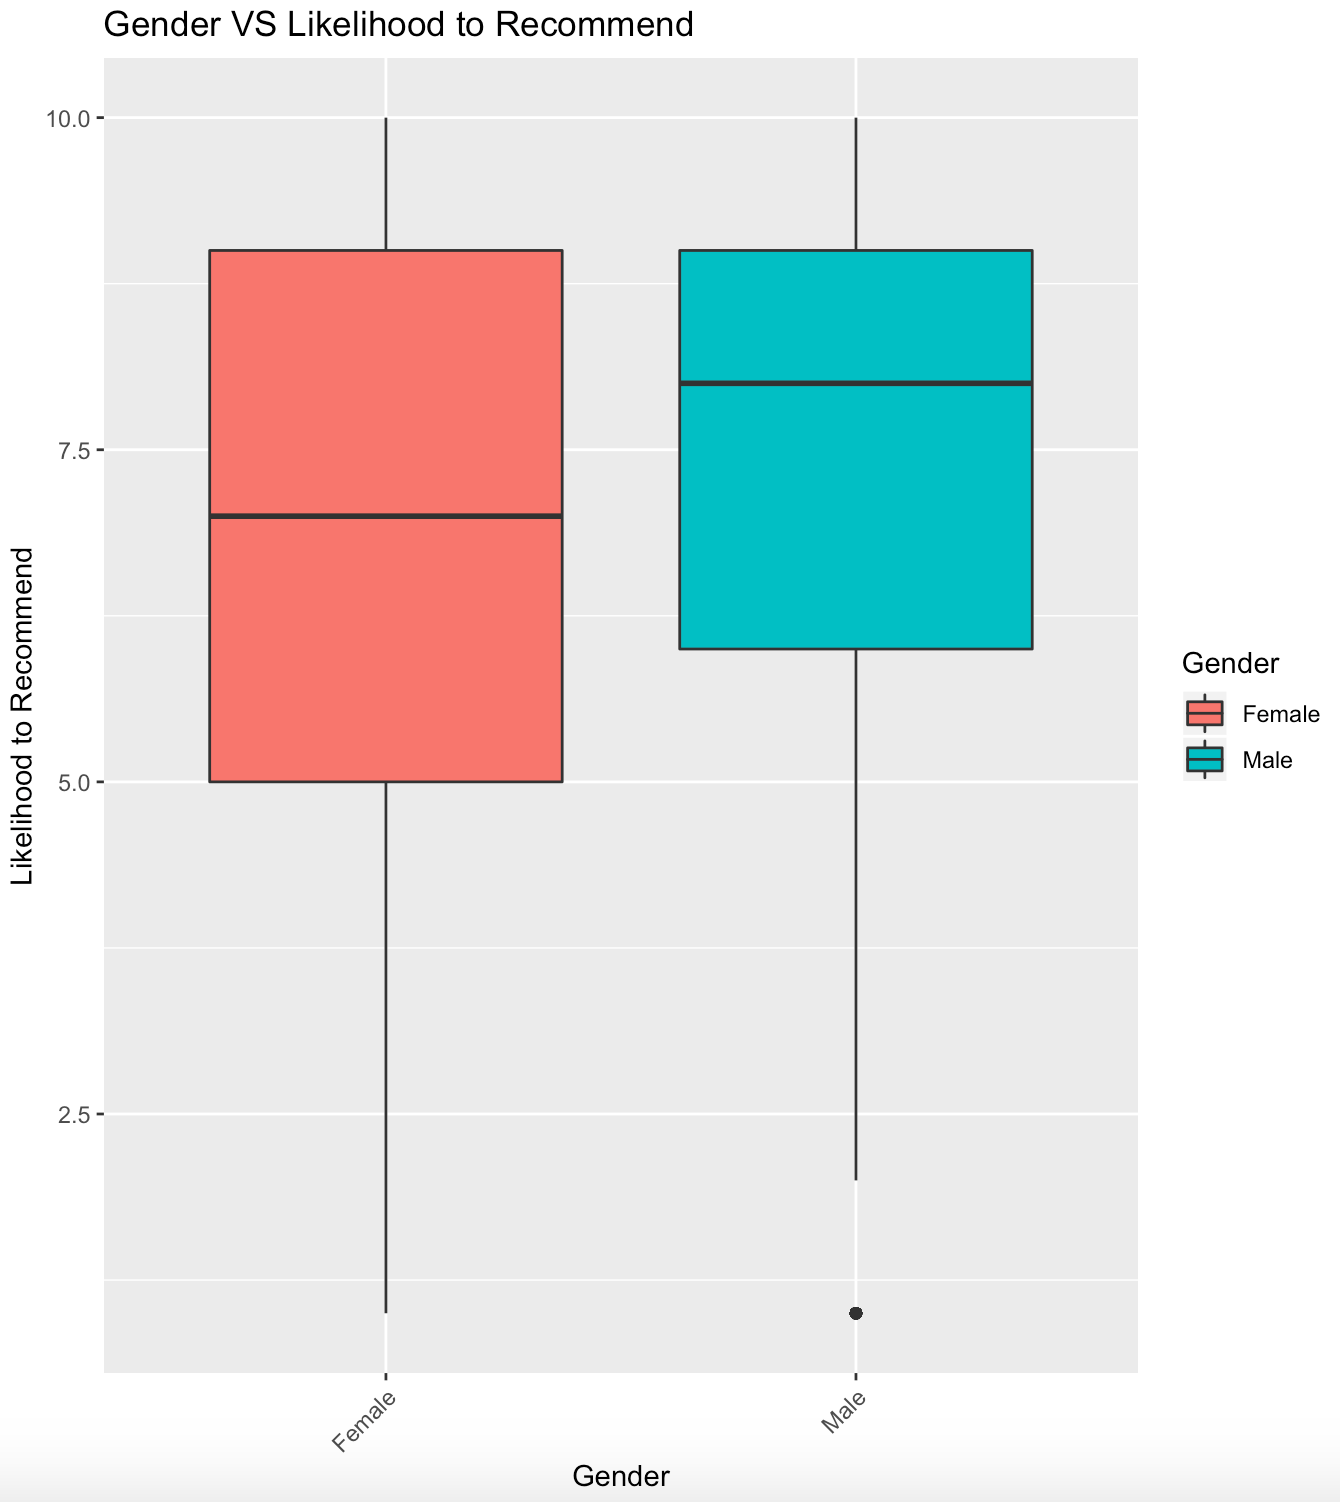 Gender VS Likelihood to Recommend
10.0
7.5
5.0
2.5
Likelihood to Recommend
Female
Male
Gender
Gender
Female
Male